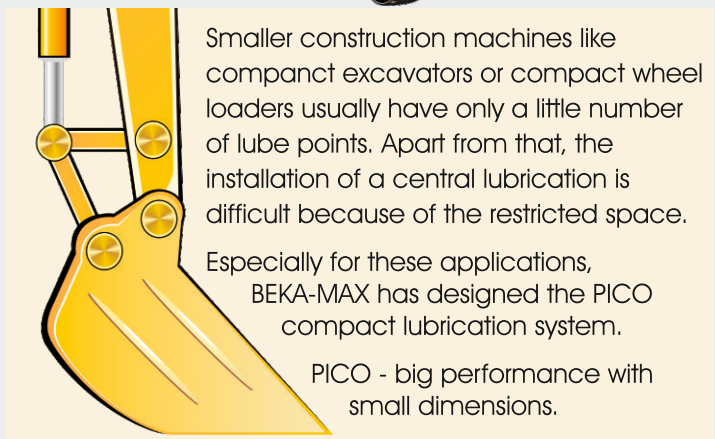 Smaller construction machines like
companct excavators or compact wheel
loaders usually have only a little number
of lube points. Apart from that, the
installation of a central lubrication is
difficult because of the restricted space.
Especially for these applications,
BEKA-MAX has designed the PICO
compact lubrication system.
PICO - big performance with
small dimensions.